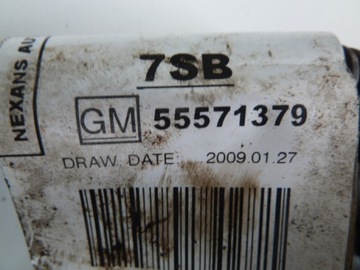 NEXANS AU
7SB
GM 55571379
DRAW. DATE: 2009.01.27